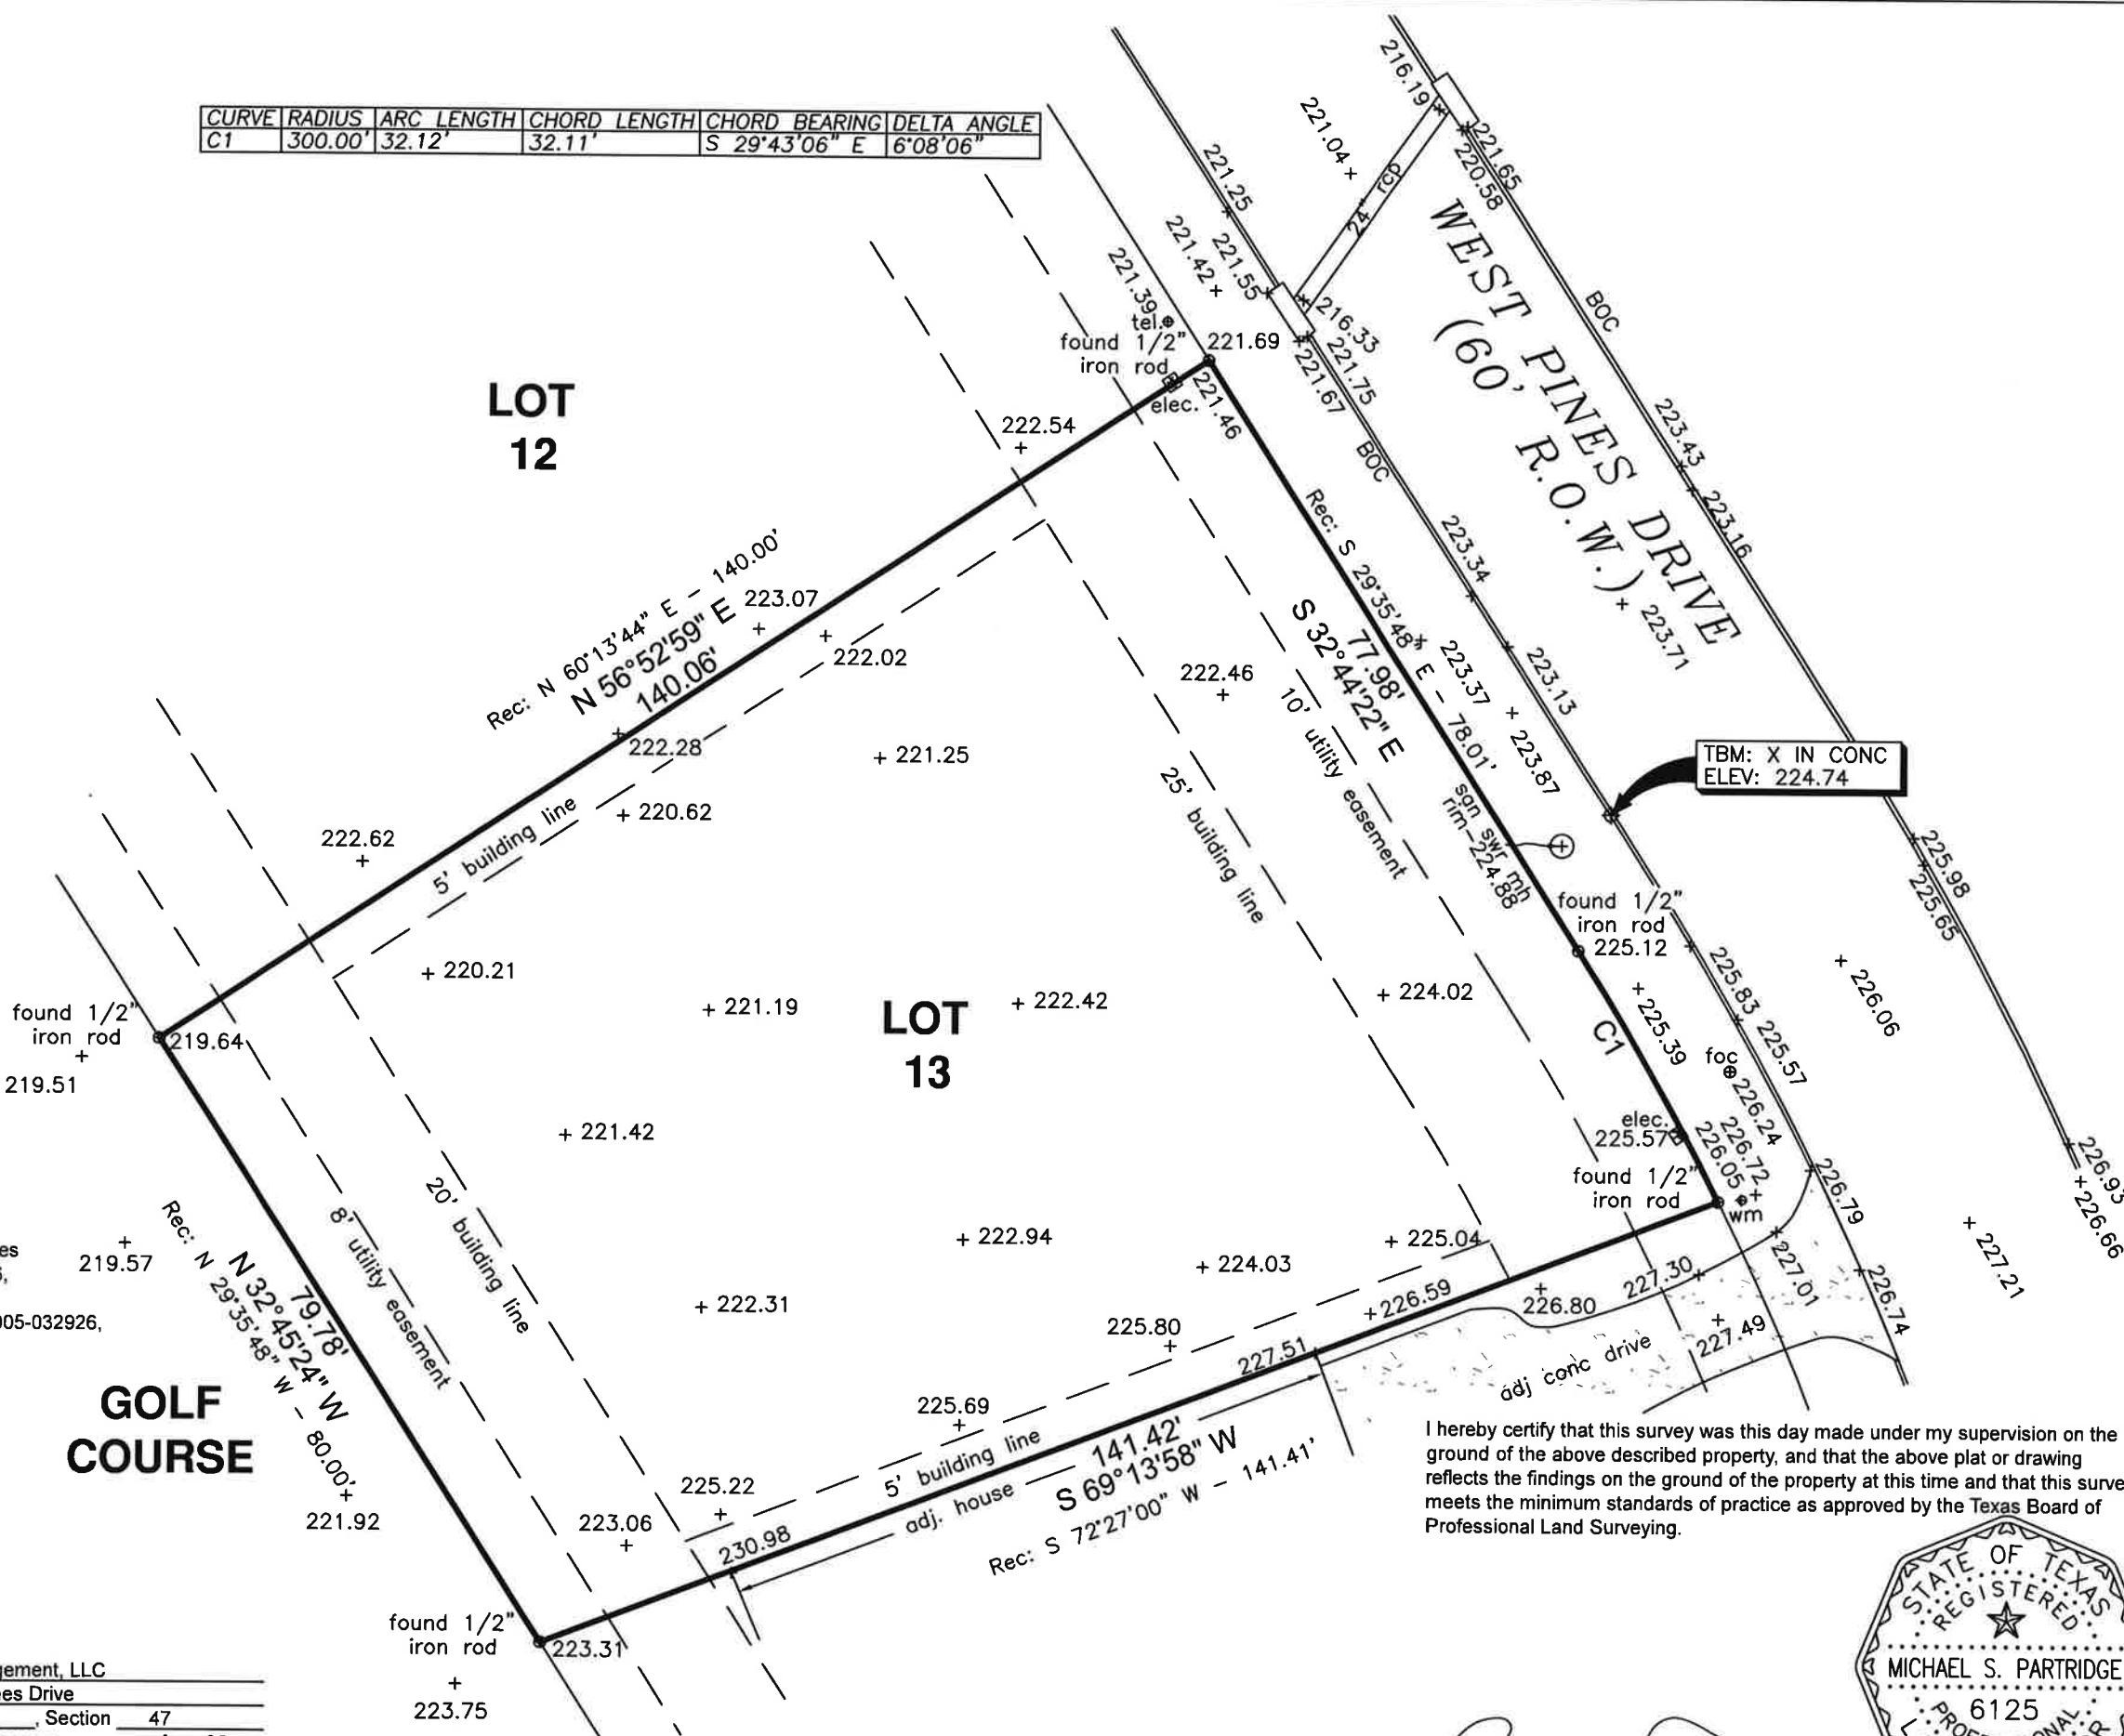 CURVE RADIUS ARC LENGTH CHORD LENGTH CHORD BEARING DELTA ANGLE
C1 300.00' 32.12' 32.11' S 29°43'06" E 6°08'06"
216.19
221.04
221.65
220.58
24" rcp
221.25
221.42
221.55
221.39
tel.
216.33
221.75
221.67
found 1/2"
iron rod
221.69
elec.
221.46
WEST PINES DRIVE
(60' R.O.W.)
BOC
BOC
LOT
12
222.54
223.43
223.16
223.34
223.71
223.13
Rec: S 29°35'48" E - 78.01'
77.98'
S 32°44'22" E
223.37
223.87
Rec: N 60°13'44" E - 140.00'
N 56°52'59" E
140.06'
223.07
222.02
222.28
222.46
10' utility easement
25' building line
221.25
220.62
5' building line
222.62
TBM: X IN CONC
ELEV: 224.74
san swr mh
rim-224.88
found 1/2"
iron rod
225.12
225.98
225.65
225.83
225.57
226.06
225.39
C1
foc
226.24
226.72
226.05
elec.
225.57
wm
found 1/2"
iron rod
226.93
226.66
226.79
227.21
227.01
226.74
220.21
221.19
222.42
224.02
LOT
13
found 1/2"
iron rod
219.64
219.51
221.42
20' building line
8' utility easement
219.57
Rec: N 29°35'48" W - 80.00'
N 32°45'24" W
79.78'
222.94
224.03
225.04
222.31
225.80
226.59
226.80
227.30
227.49
227.51
adj conc drive
225.69
5' building line
adj. house
141.42'
S 69°13'58" W
Rec: S 72°27'00" W - 141.41'
225.22
223.06
230.98
221.92
found 1/2"
iron rod
223.31
223.75
GOLF
COURSE
005-032926,
I hereby certify that this survey was this day made under my supervision on the
ground of the above described property, and that the above plat or drawing
reflects the findings on the ground of the property at this time and that this surve
meets the minimum standards of practice as approved by the Texas Board of
Professional Land Surveying.
STATE OF TEXAS
REGISTERED
MICHAEL S. PARTRIDGE
6125
gement, LLC
es Drive
, Section 47